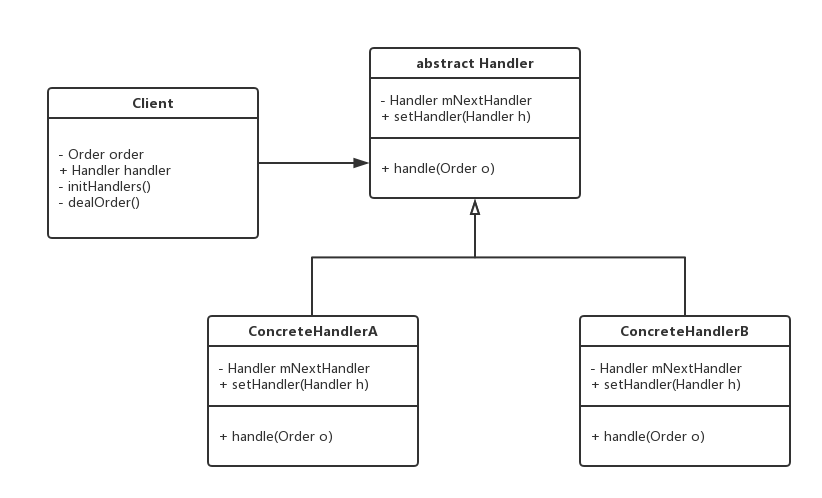 abstract Handler
- Handler mNextHandler
+ setHandler(Handler h)
+ handle(Order o)
Client
- Order order
+ Handler handler
- initHandlers()
- dealOrder()
ConcreteHandlerA
- Handler mNextHandler
+ setHandler(Handler h)
+ handle(Order o)
ConcreteHandlerB
- Handler mNextHandler
+ setHandler(Handler h)
+ handle(Order o)